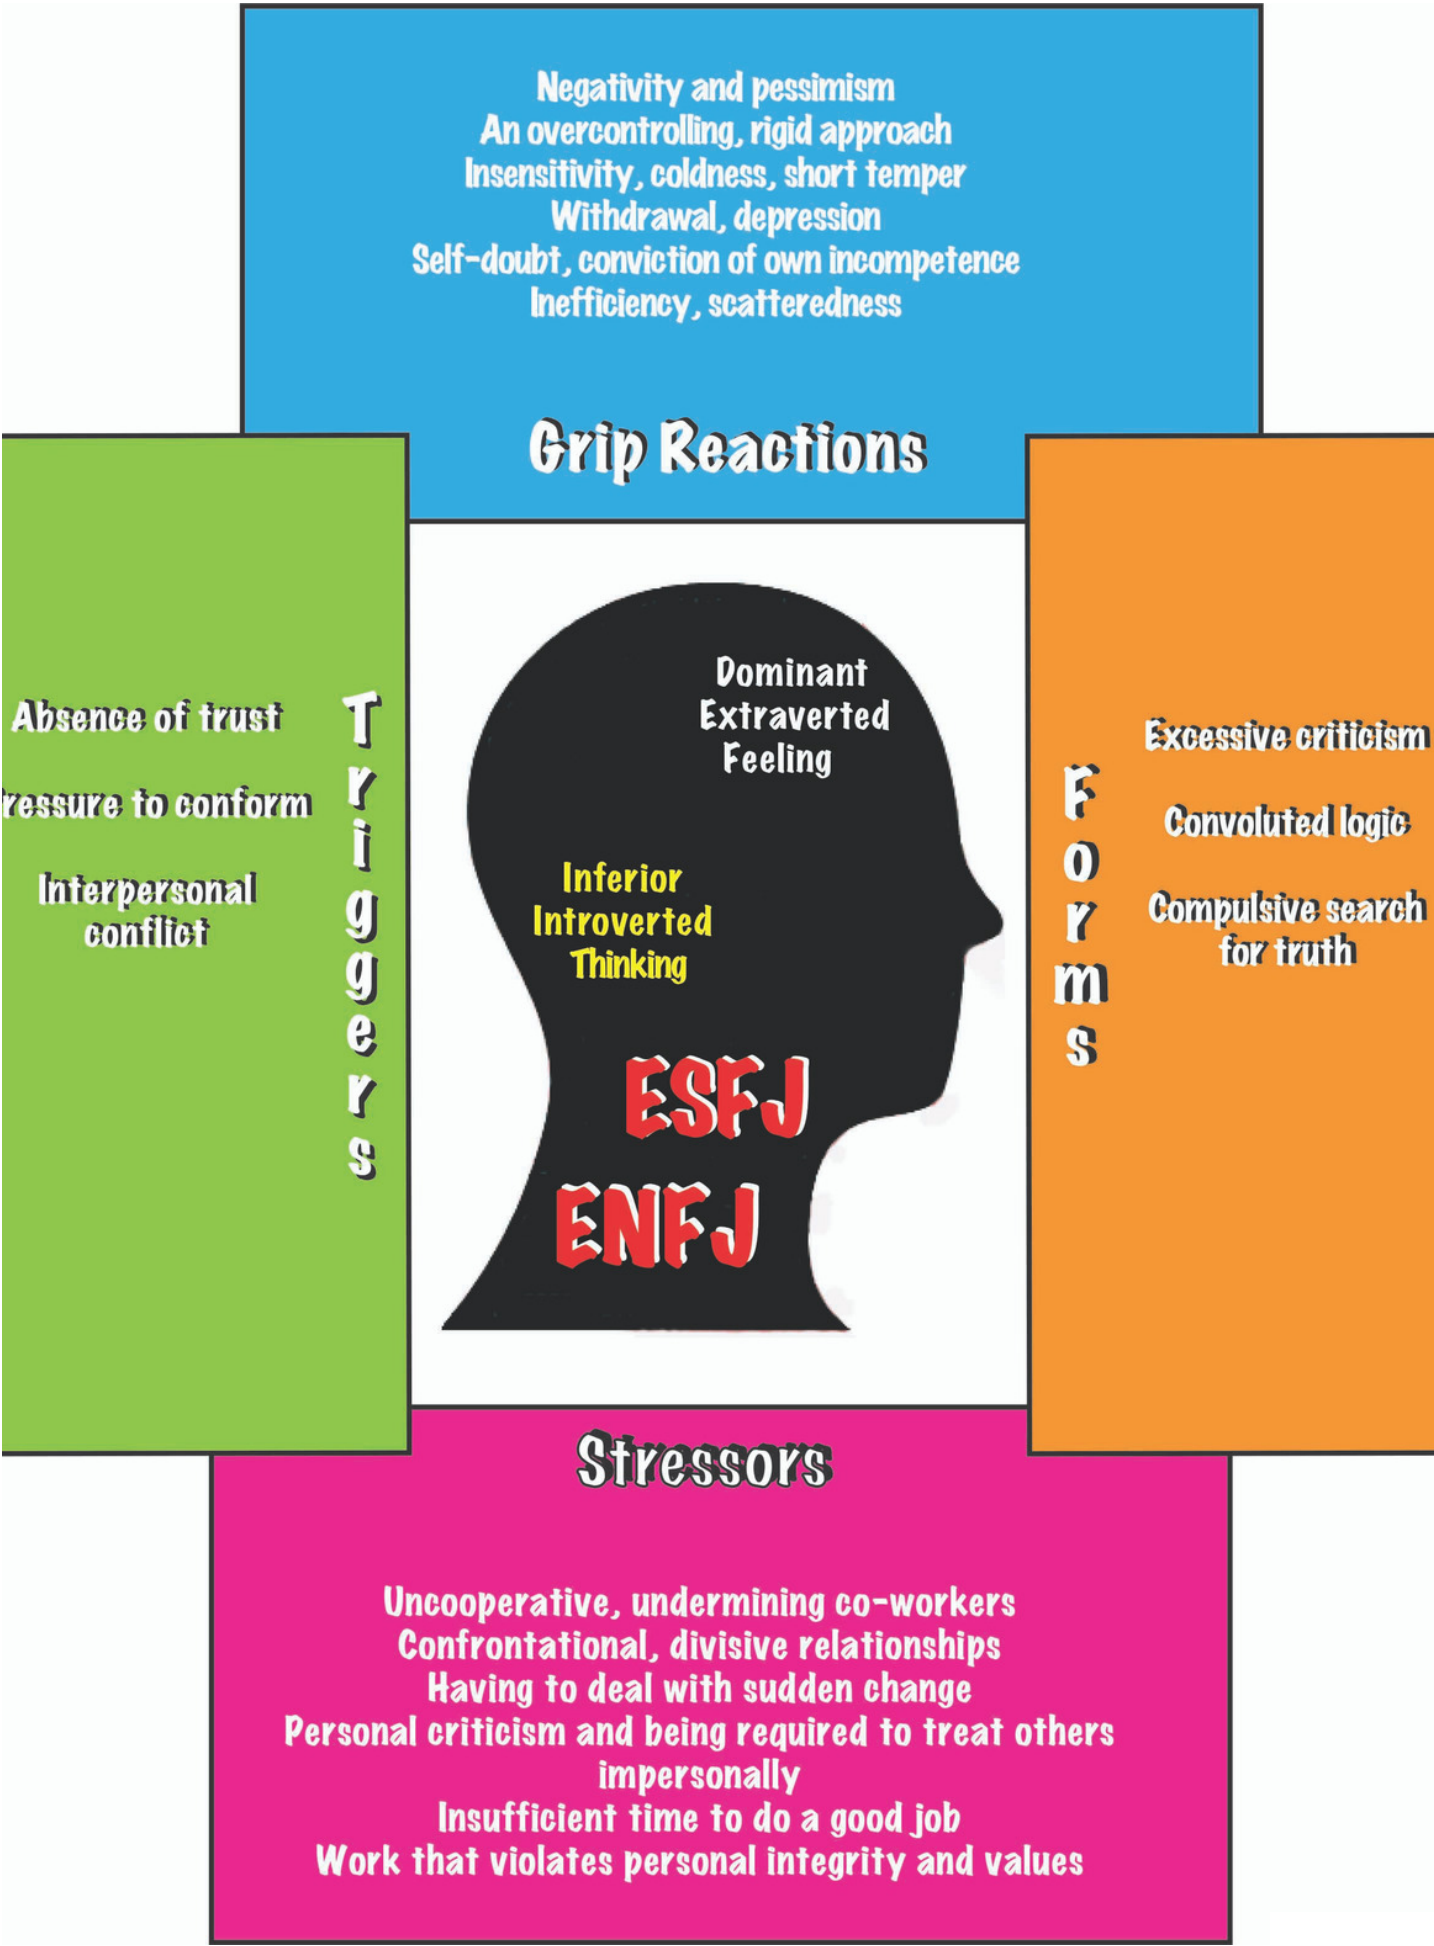 Negativity and pessimism
An overcontrolling, rigid approach
Insensitivity, coldness, short temper
Withdrawal, depression
Self-doubt, conviction of own incompetence
Inefficiency, scatteredness
Grip Reactions
Absence of trust
ressure to conform
Interpersonal
conflict
Triggers
Dominant
Extraverted
Feeling
Inferior
Introverted
Thinking
ESFJ
ENFJ
Forms
Excessive criticism
Convoluted logic
Compulsive search
for truth
Stressors
Uncooperative, undermining co-workers
Confrontational, divisive relationships
Having to deal with sudden change
Personal criticism and being required to treat others
impersonally
Insufficient time to do a good job
Work that violates personal integrity and values